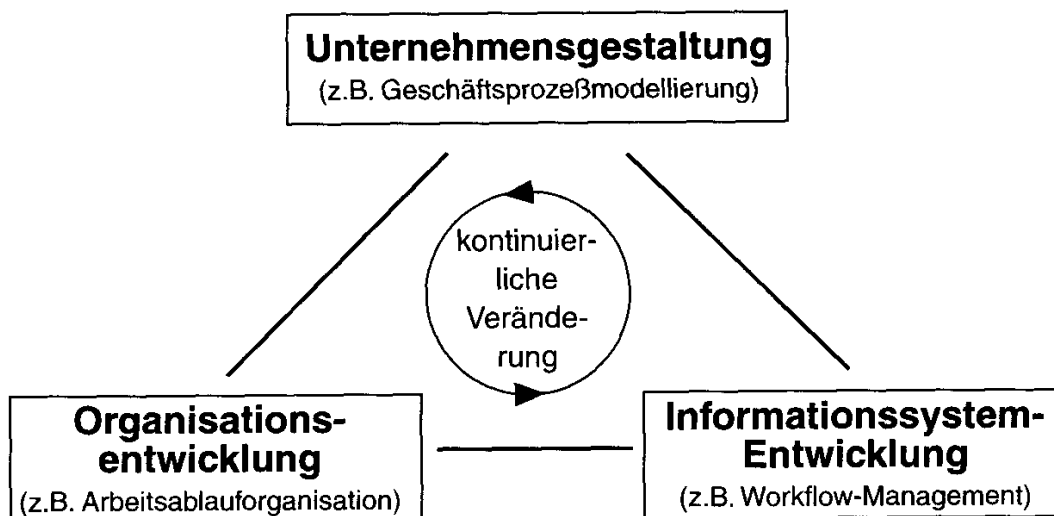 Unternehmensgestaltung
(z.B. Geschäftsprozeßmodellierung)
kontinuier-
liche
Verände-
rung
Organisations-
entwicklung
(z.B. Arbeitsablauforganisation)
Informationssystem-
Entwicklung
(z.B. Workflow-Management)